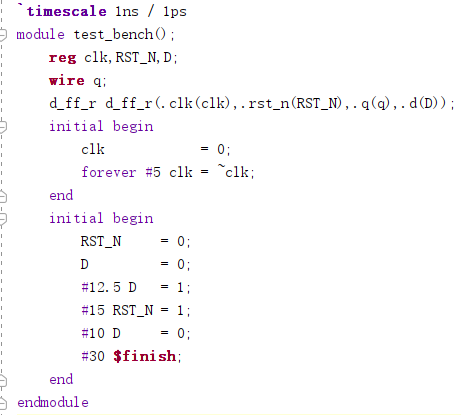 `timescale 1ns / 1ps
module test_bench();
    reg clk,RST_N,D;
    wire q;
    d_ff_r d_ff_r(.clk(clk),.rst_n(RST_N),.q(q),.d(D));
    initial begin
        clk            = 0;
        forever #5 clk = ~clk;
    end
    initial begin
        RST_N     = 0;
        D         = 0;
        #12.5 D   = 1;
        #15 RST_N = 1;
        #10 D     = 0;
        #30 $finish;
    end
endmodule